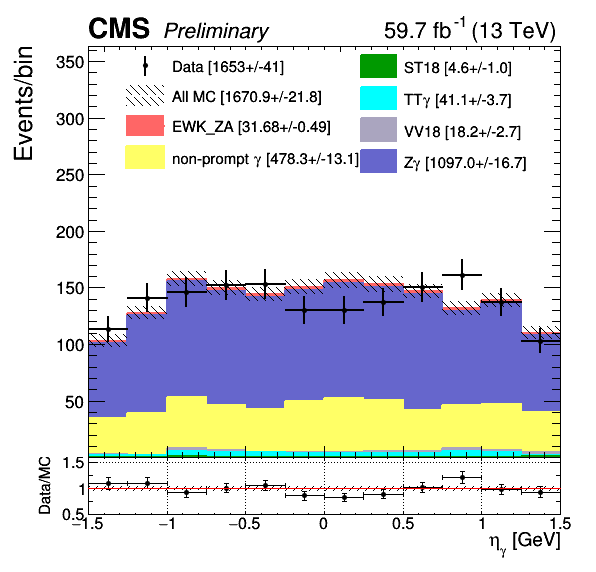 CMS Preliminary 59.7 fb⁻¹ (13 TeV)
Events/bin
350
300
250
200
150
100
50
Data [1653+/-41]
All MC [1670.9+/-21.8]
EWK_ZA [31.68+/-0.49]
non-prompt γ [478.3+/-13.1]
ST18 [4.6+/-1.0]
TTγ [41.1+/-3.7]
VV18 [18.2+/-2.7]
Zγ [1097.0+/-16.7]
Data/MC
1.5
1
0.5
−1.5 −1 −0.5 0 0.5 1 1.5
ηγ [GeV]